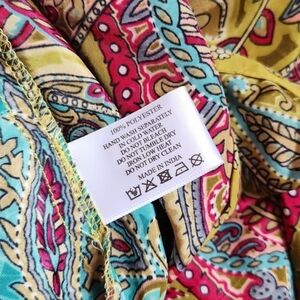 100% POLYESTER
HAND WASH SEPARATELY
IN COLD WATER
DO NOT BLEACH
DO NOT TUMBLE DRY
IRON LOW HEAT
DO NOT DRY CLEAN
MADE IN INDIA